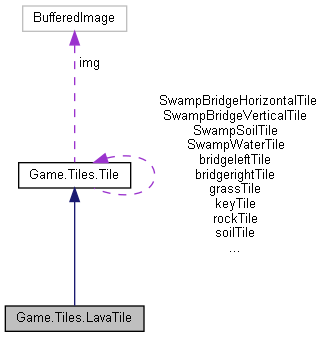 BufferedImage
img
SwampBridgeHorizontalTile
SwampBridgeVerticalTile
SwampSoilTile
SwampWaterTile
bridgeleftTile
bridgerightTile
grassTile
keyTile
rockTile
soilTile
...
Game.Tiles.Tile
Game.Tiles.LavaTile